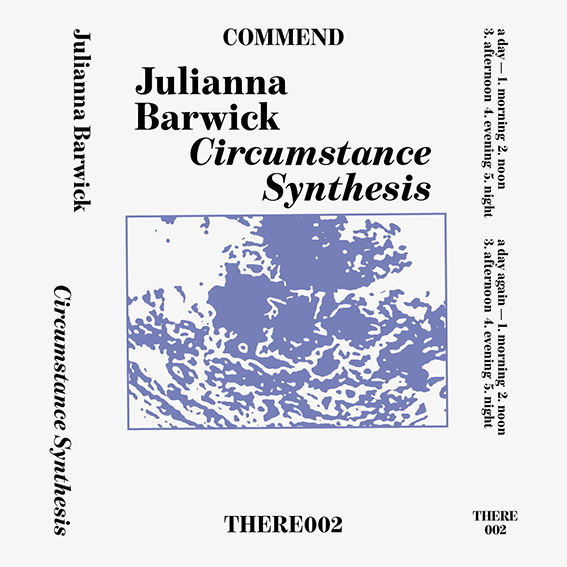 Julianna Barwick
Circumstance Synthesis
COMMEND
Julianna
Barwick
Circumstance
Synthesis
THERE002
a day — 1. morning 2. noon
3. afternoon 4. evening 5. night
a day again — 1. morning 2. noon
3. afternoon 4. evening 5. night
THERE
002